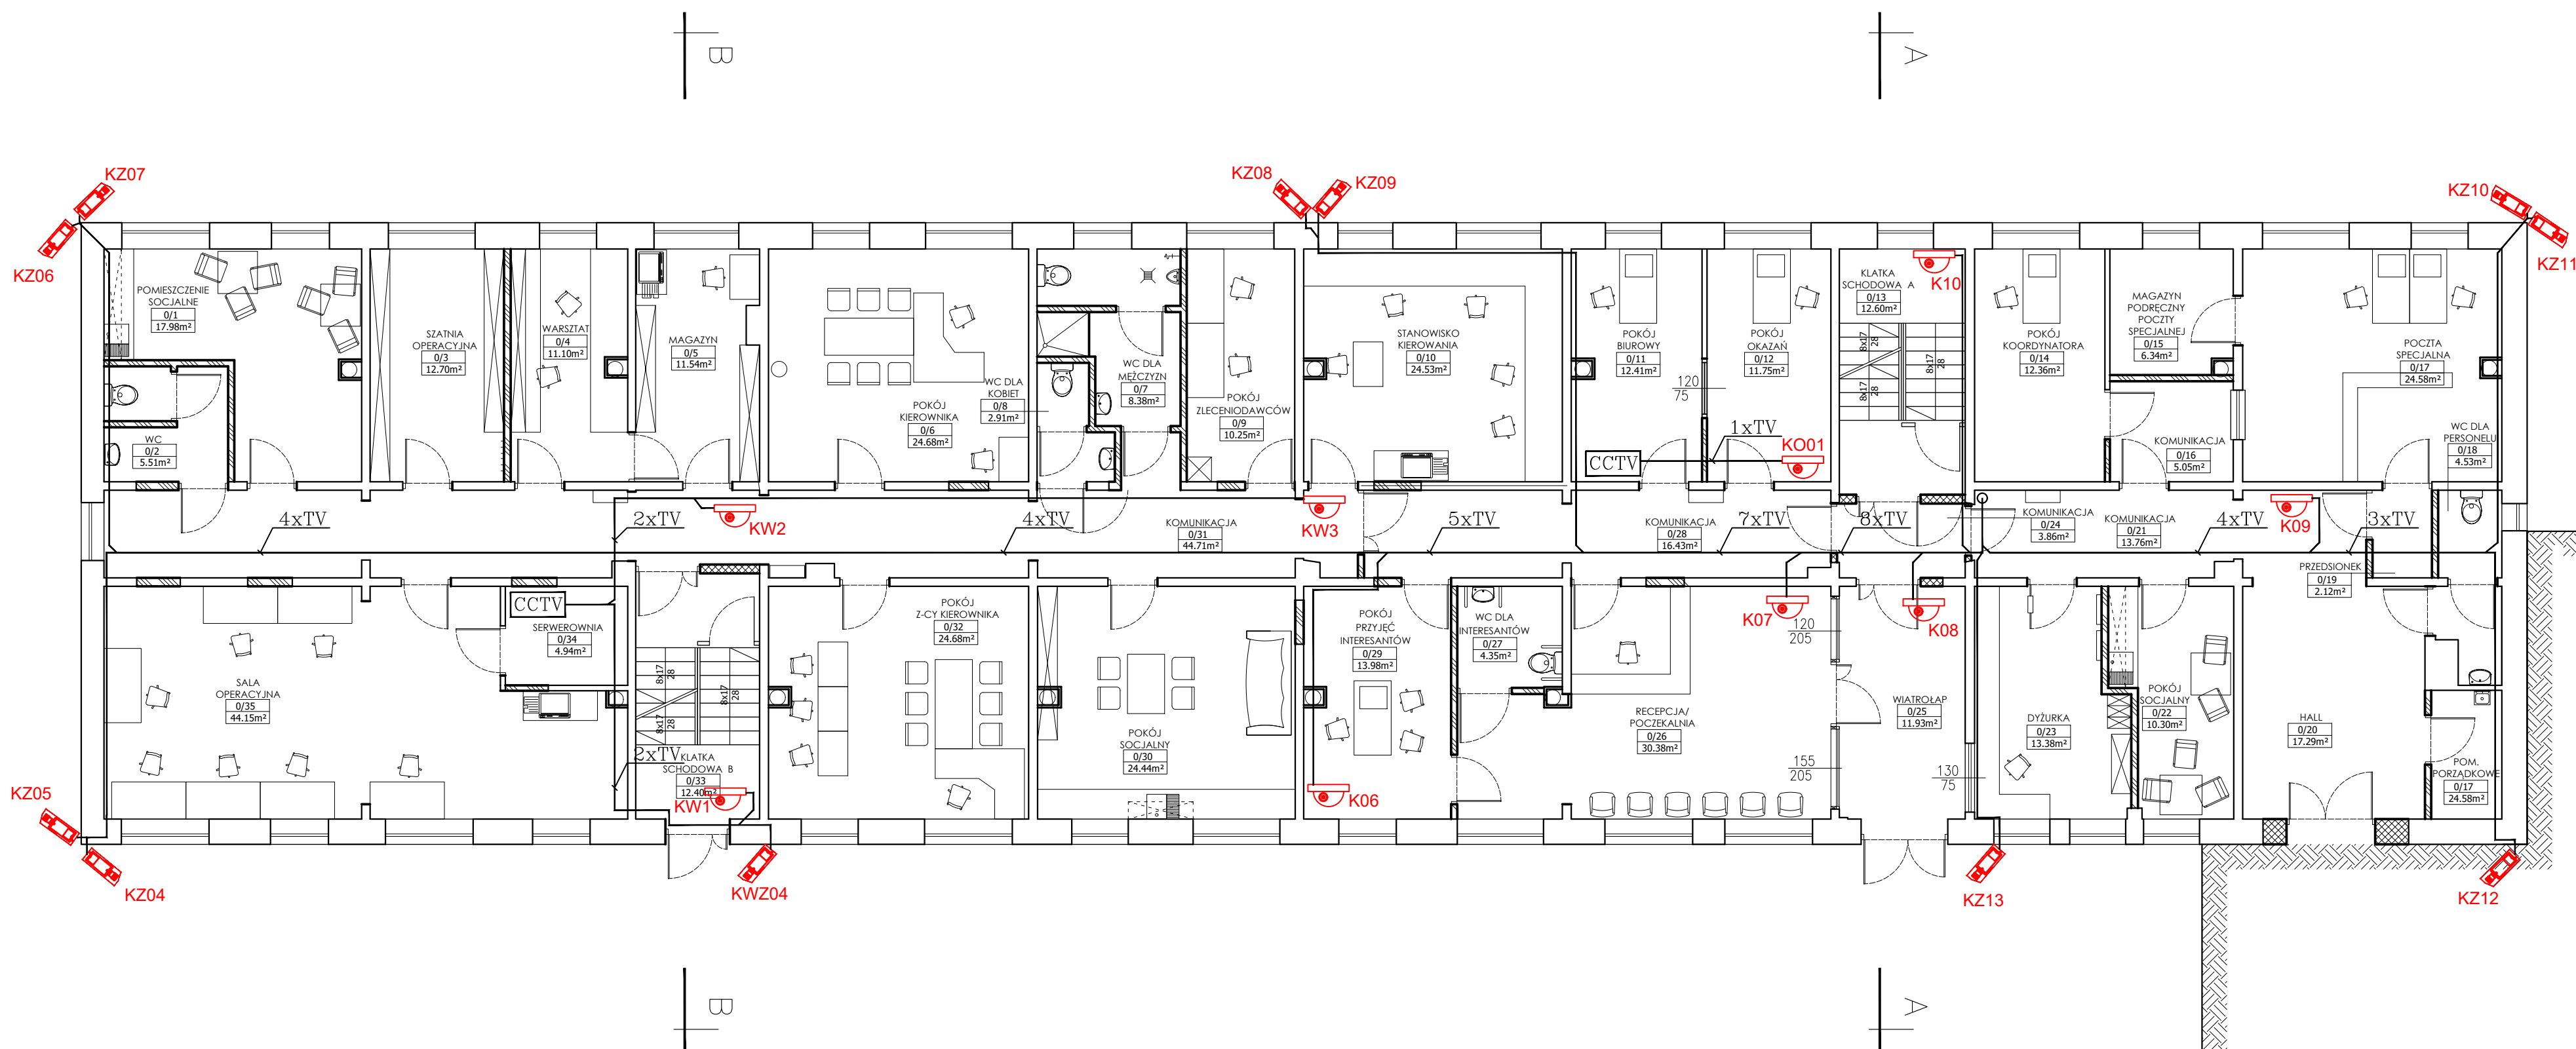 B
A
KZ07
KZ06
KZ08
KZ09
KZ10
KZ11
POMIESZCZENIE
SOCJALNE
0/1
17.98m²
WC
0/2
5.51m²
SZATNIA
OPERACYJNA
0/3
12.70m²
WARSZTAT
0/4
11.10m²
MAGAZYN
0/5
11.54m²
POKÓJ
KIEROWNIKA
0/6
24.68m²
WC DLA
KOBIET
0/8
2.91m²
WC DLA
MĘŻCZYZN
0/7
8.38m²
POKÓJ
ZLECENIODAWCÓW
0/9
10.25m²
STANOWISKO
KIEROWANIA
0/10
24.53m²
POKÓJ
BIUROWY
0/11
12.41m²
120
75
POKÓJ
OKAZAŃ
0/12
11.75m²
1xTV
KO01
CCTV
KLATKA
SCHODOWA A
0/13
12.60m²
K10
8x17
28
8x17
28
8x17
28
POKÓJ
KOORDYNATORA
0/14
12.36m²
MAGAZYN
PODRĘCZNY
POCZTY
SPECJALNEJ
0/15
6.34m²
KOMUNIKACJA
0/16
5.05m²
POCZTA
SPECJALNA
0/17
24.58m²
WC DLA
PERSONELU
0/18
4.53m²
4xTV
2xTV
KW2
4xTV
KOMUNIKACJA
0/31
44.71m²
KW3
5xTV
KOMUNIKACJA
0/28
16.43m²
7xTV
8xTV
KOMUNIKACJA
0/24
3.86m²
KOMUNIKACJA
0/21
13.76m²
4xTV
K09
3xTV
PRZEDSIONEK
0/19
2.12m²
CCTV
SERWEROWNIA
0/34
4.94m²
SALA
OPERACYJNA
0/35
44.15m²
8x17
28
8x17
28
8x17
28
2xTV
KLATKA
SCHODOWA B
0/33
12.40m²
KW1
POKÓJ
Z-CY KIEROWNIKA
0/32
24.68m²
POKÓJ
SOCJALNY
0/30
24.44m²
POKÓJ
PRZYJĘĆ
INTERESANTÓW
0/29
13.98m²
K06
WC DLA
INTERESANTÓW
0/27
4.35m²
RECEPCJA/
POCZEKALNIA
0/26
30.38m²
K07
120
205
155
205
K08
WIATROŁAP
0/25
11.93m²
130
75
DYŻURKA
0/23
13.38m²
POKÓJ
SOCJALNY
0/22
10.30m²
HALL
0/20
17.29m²
POM.
PORZĄDKOWE
0/17
24.58m²
KZ05
KZ04
KWZ04
KZ13
KZ12
B
A